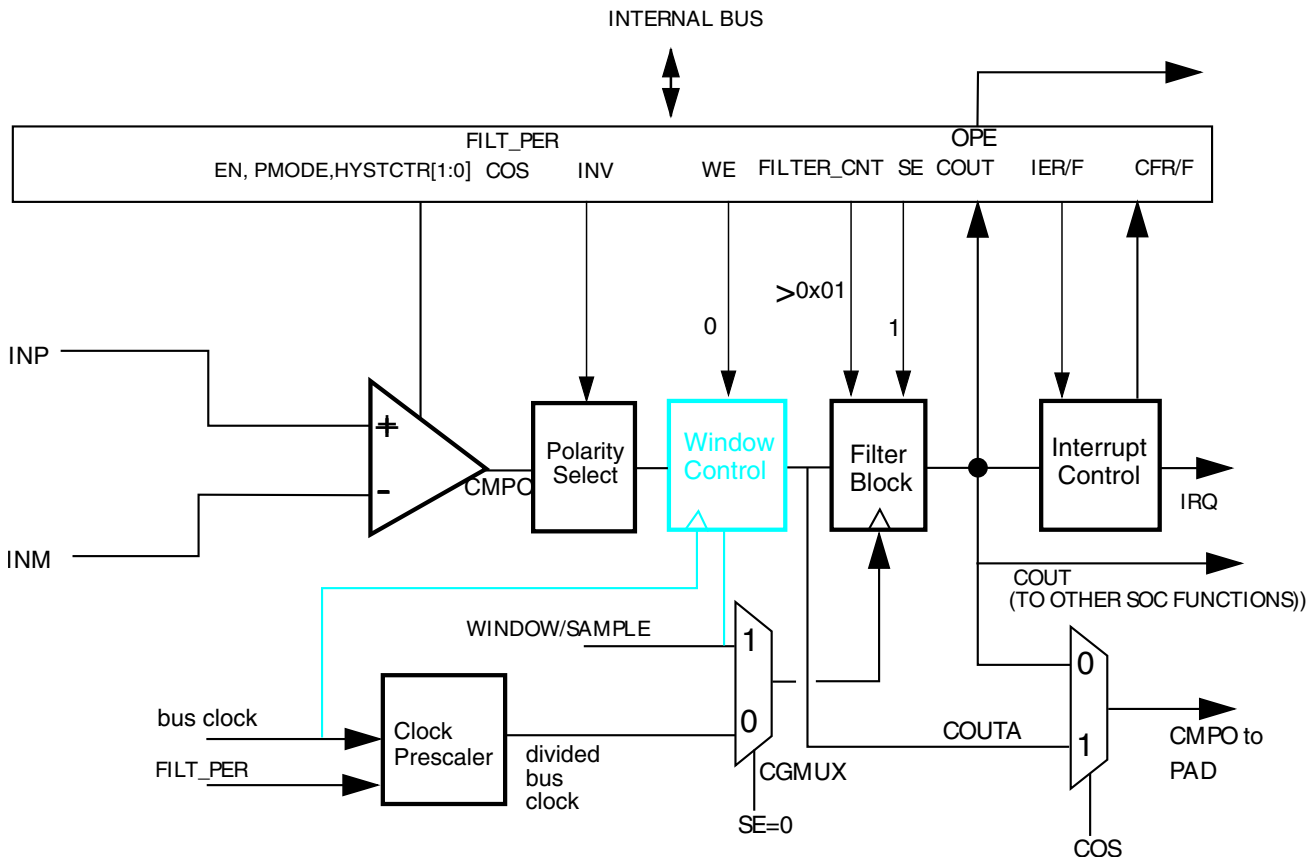 INTERNAL BUS
FILT_PER
OPE
EN, PMODE,HYSTCTR[1:0] COS INV WE FILTER_CNT SE COUT IER/F CFR/F
>0x01
0
1
INP
+
-
INM
CMPO
Polarity
Select
Window
Control
Filter
Block
Interrupt
Control
IRQ
COUT
(TO OTHER SOC FUNCTIONS))
WINDOW/SAMPLE
1
0
CGMUX
SE=0
bus clock
FILT_PER
Clock
Prescaler
divided
bus
clock
COUTA
0
1
CMPO to
PAD
COS